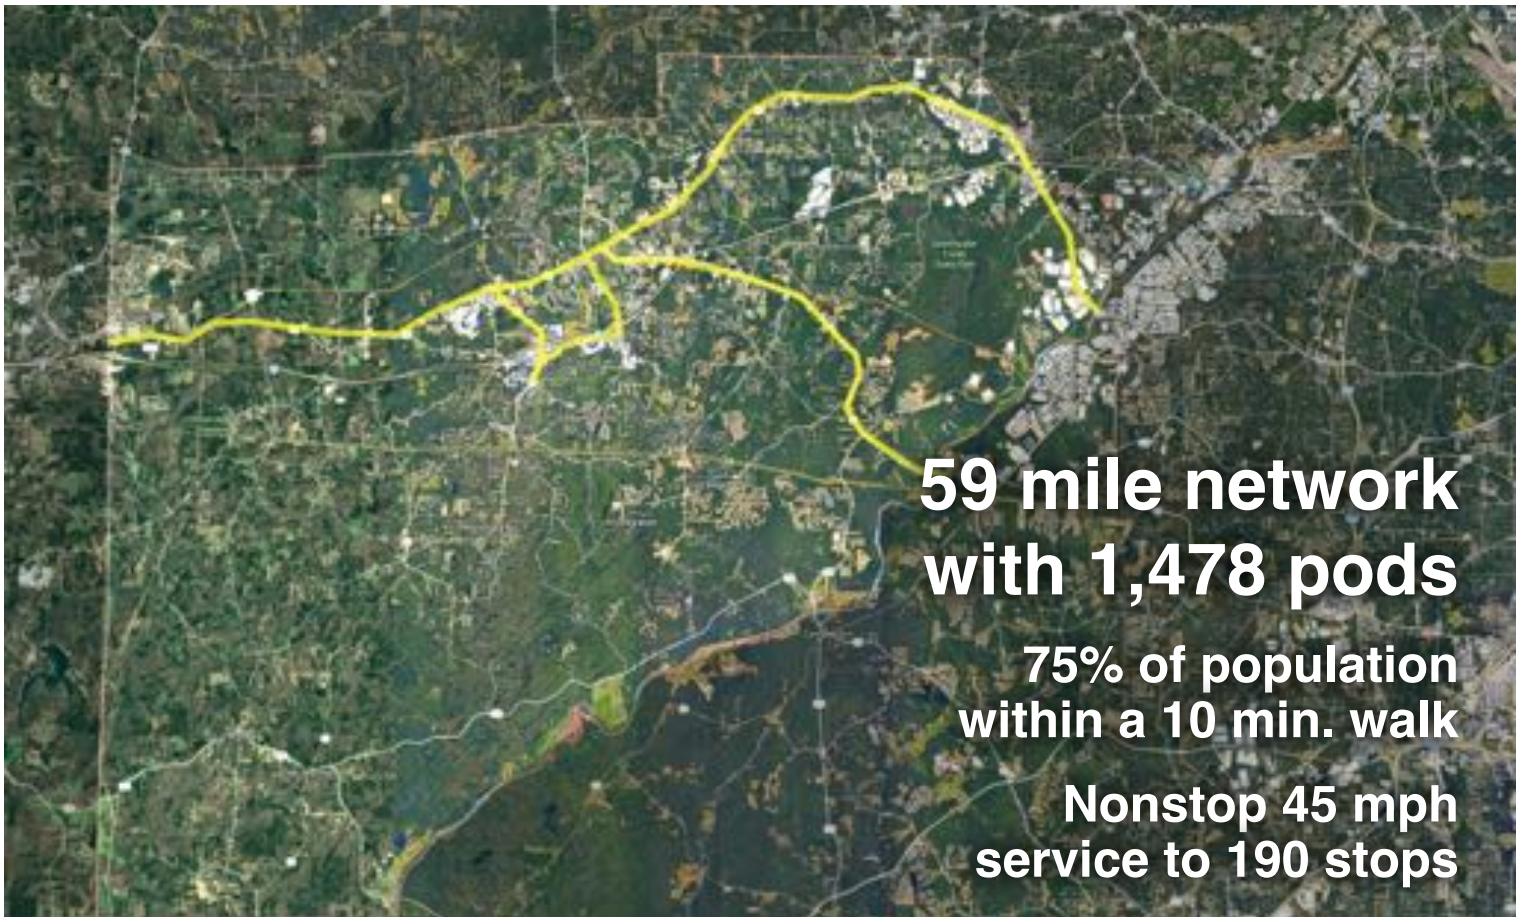 59 mile network
with 1,478 pods
75% of population
within a 10 min. walk
Nonstop 45 mph
service to 190 stops